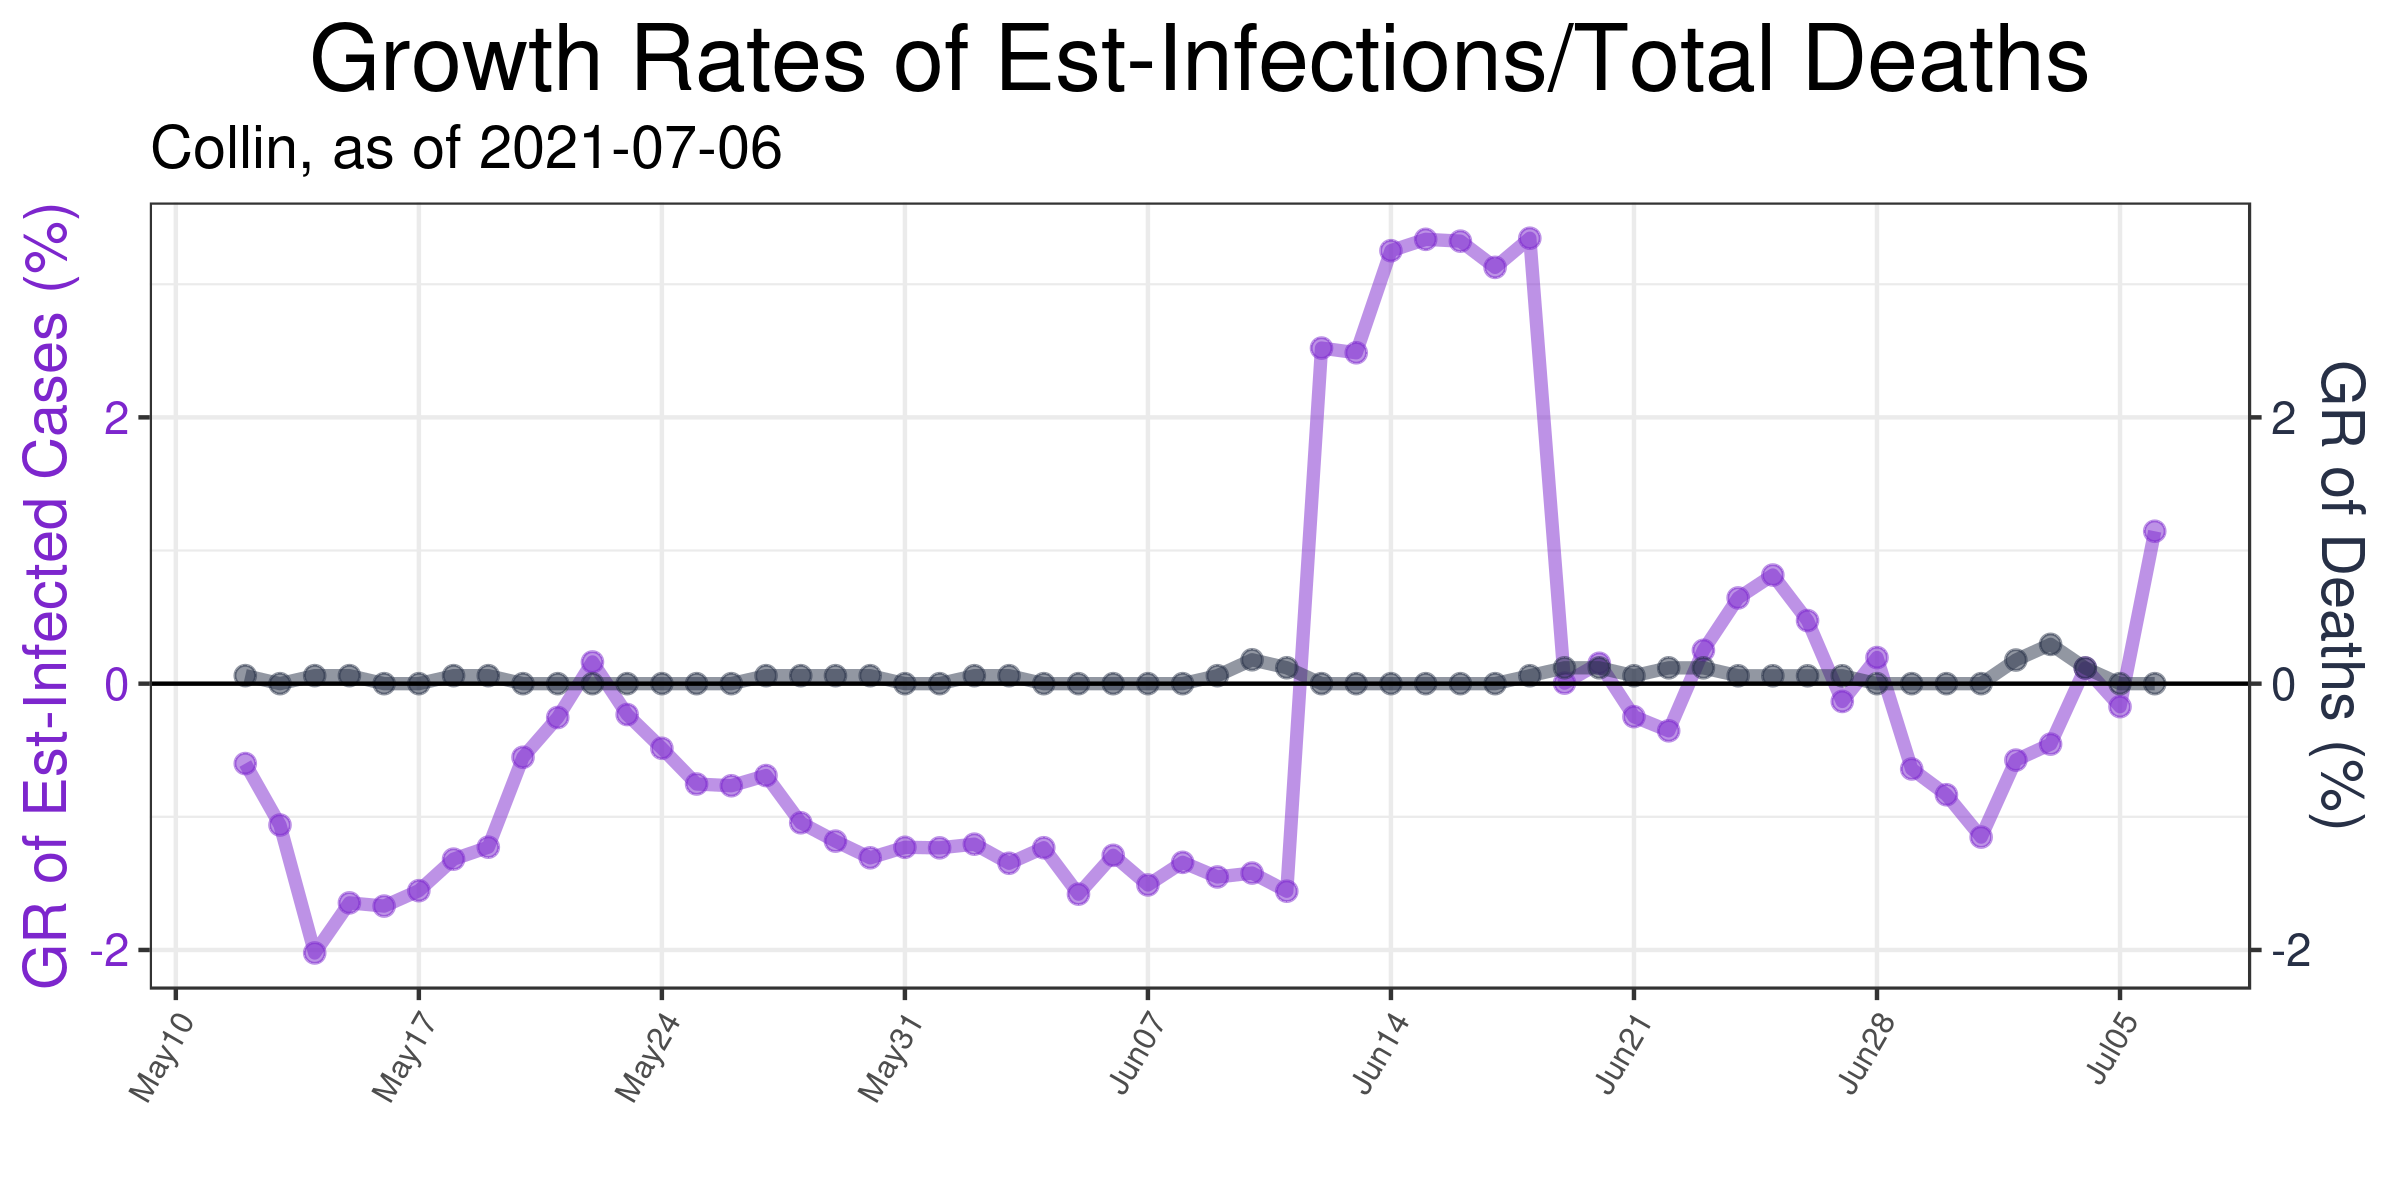 Growth Rates of Est-Infections/Total Deaths
Collin, as of 2021-07-06
GR of Est-Infected Cases (%)
2
0
-2
2
0
-2
GR of Deaths (%)
May10
May17
May24
May31
Jun07
Jun14
Jun21
Jun28
Jul05